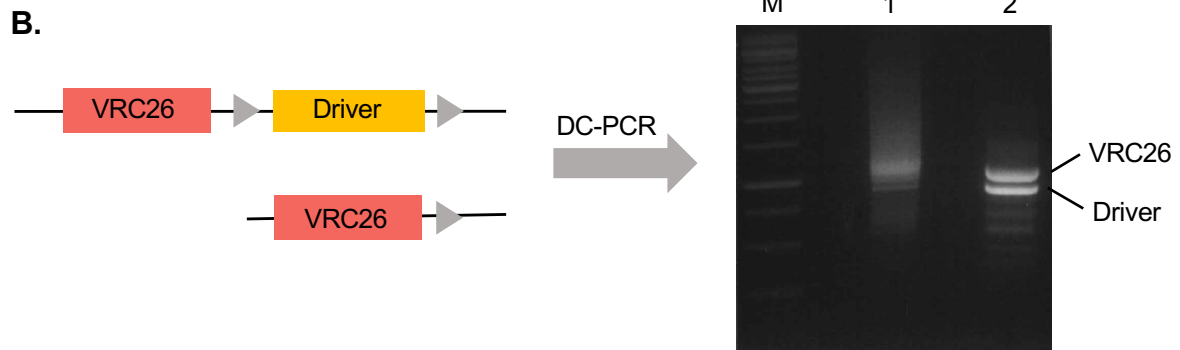 B.
M 1 2
VRC26 Driver
DC-PCR
VRC26
VRC26
Driver